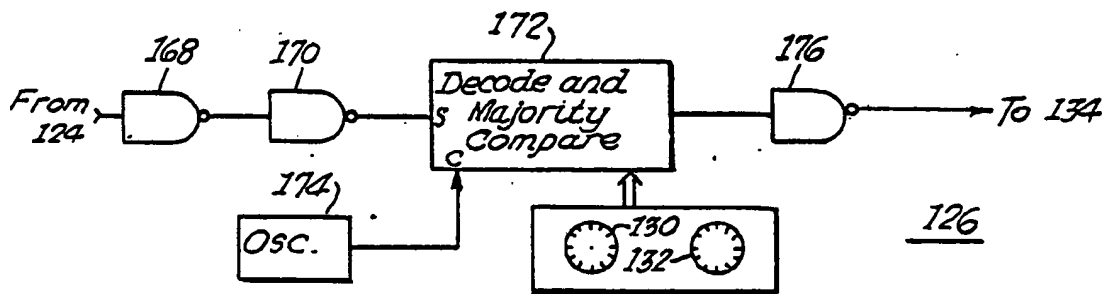 172
168
170
176
From
124
Decode and
S Majority
Compare
C
To 134
174
Osc.
130
132
126